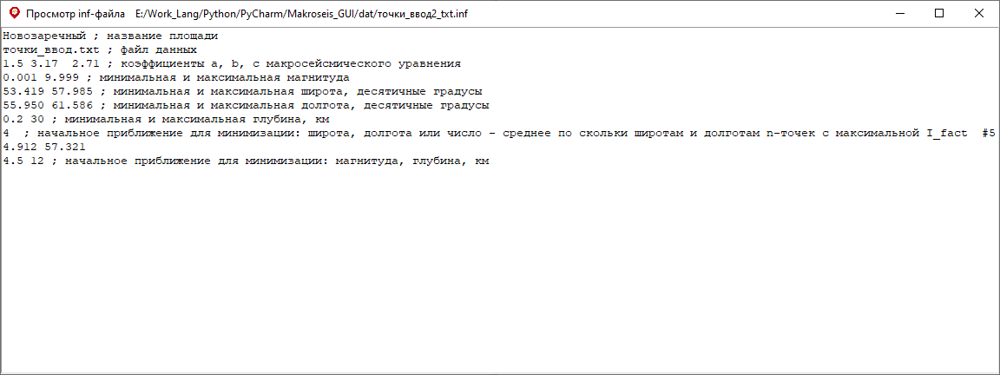 Просмотр inf-файла    E:/Work_Lang/Python/PyCharm/Makroseis_GUI/dat/точки_ввод2_txt.inf
Новозаречный ; название площади
точки_ввод.txt ; файл данных
1.5 3.17  2.71 ; коэффициенты a, b, c макросейсмического уравнения
0.001 9.999 ; минимальная и максимальная магнитуда
53.419 57.985 ; минимальная и максимальная широта, десятичные градусы
55.950 61.586 ; минимальная и максимальная долгота, десятичные градусы
0.2 30 ; минимальная и максимальная глубина, км
4  ; начальное приближение для минимизации: широта, долгота или число - среднее по скольки широтам и долготам n-точек с максимальной I_fact  #5
4.912 57.321
4.5 12 ; начальное приближение для минимизации: магнитуда, глубина, км